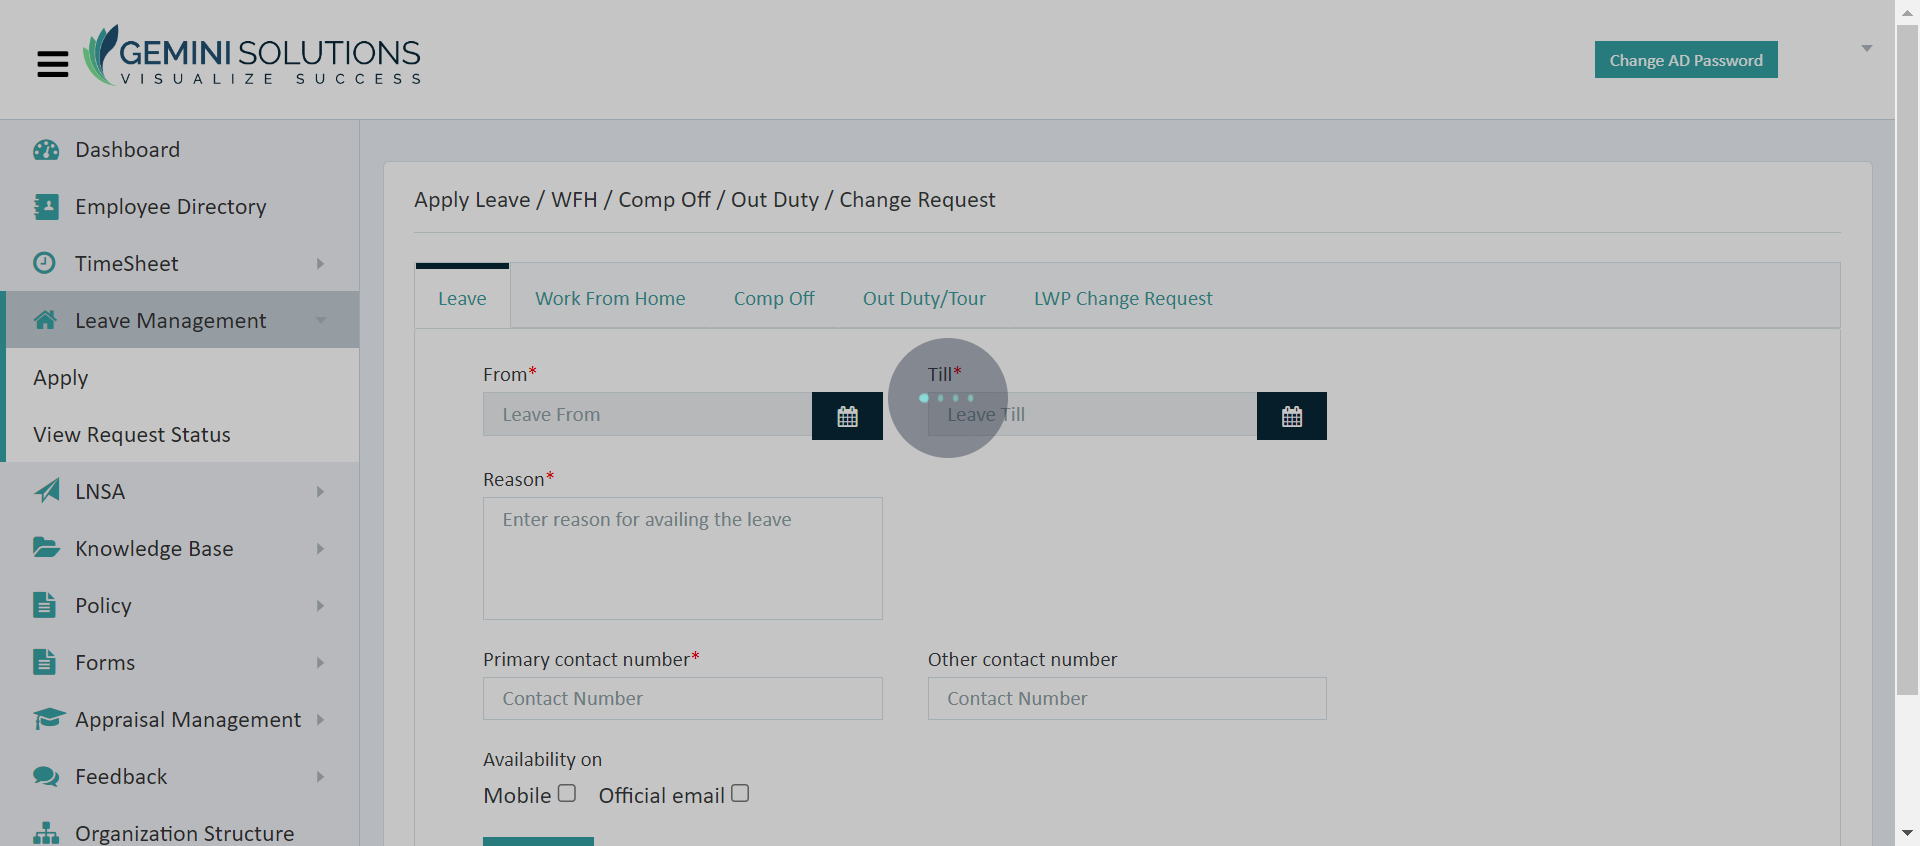 GEMINI SOLUTIONS
VISUALIZE SUCCESS
Change AD Password
Dashboard
Employee Directory
TimeSheet
Leave Management
Apply
View Request Status
LNSA
Knowledge Base
Policy
Forms
Appraisal Management
Feedback
Organization Structure
Apply Leave / WFH / Comp Off / Out Duty / Change Request
Leave Work From Home Comp Off Out Duty/Tour LWP Change Request
From* Till*
Leave From Leave Till
Reason*
Enter reason for availing the leave
Primary contact number* Other contact number
Contact Number Contact Number
Availability on
Mobile Official email